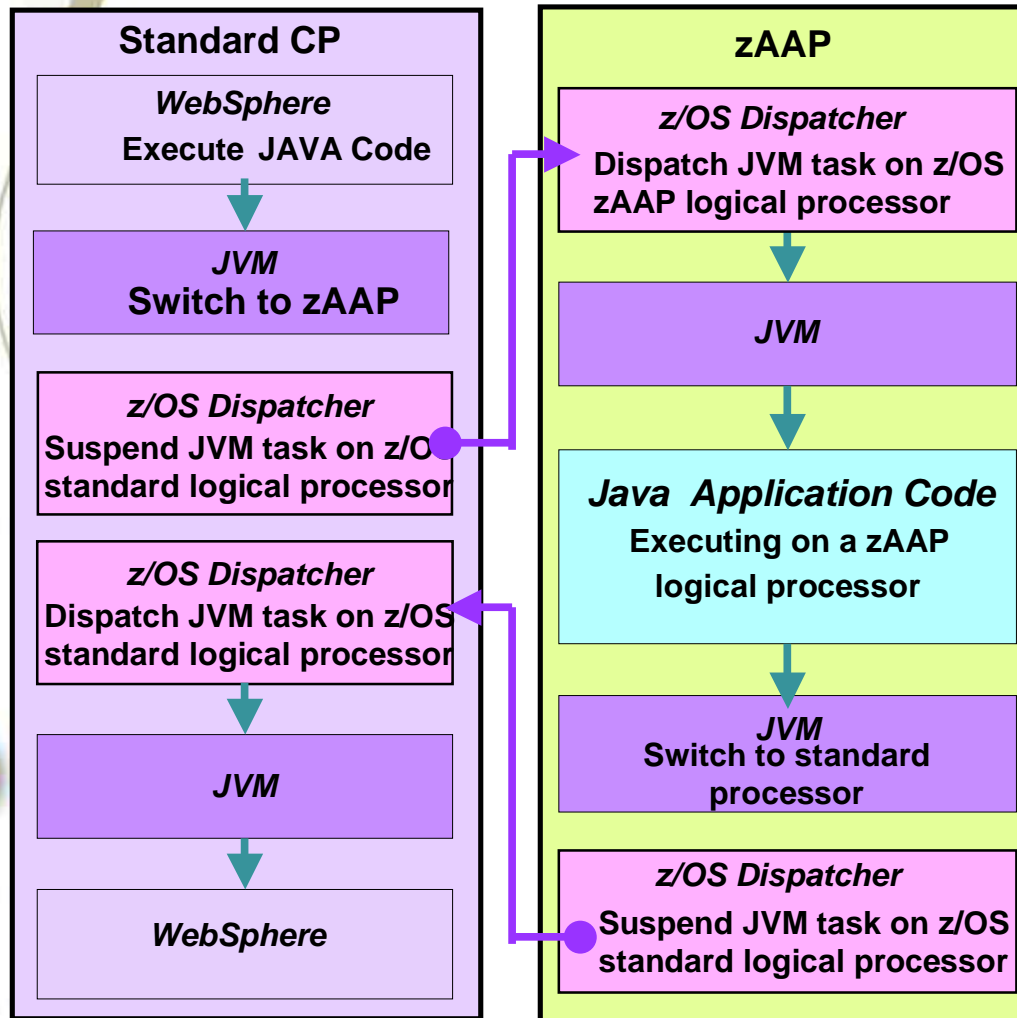 Standard CP
WebSphere
Execute JAVA Code
JVM
Switch to zAAP
z/OS Dispatcher
Suspend JVM task on z/O
standard logical processor
z/OS Dispatcher
Dispatch JVM task on z/OS
standard logical processor
JVM
WebSphere
zAAP
z/OS Dispatcher
Dispatch JVM task on z/OS
zAAP logical processor
JVM
Java Application Code
Executing on a zAAP
logical processor
JVM
Switch to standard
processor
z/OS Dispatcher
Suspend JVM task on z/OS
standard logical processor